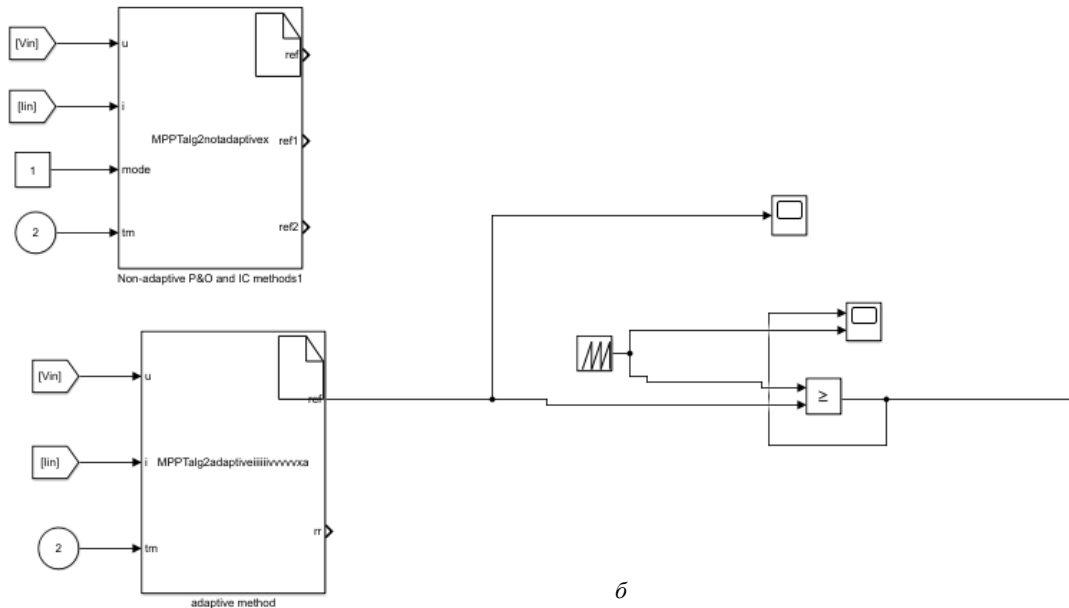 [Vin]
u
ref
[Iin]
i
MPPTalg2notadaptivex
ref1
1
mode
2
tm
ref2
Non-adaptive P&O and IC methods1
[Vin]
u
ref
≥
[Iin]
i
MPPTalg2adaptiveiiiiiivvvvvxa
rr
2
tm
adaptive method
б